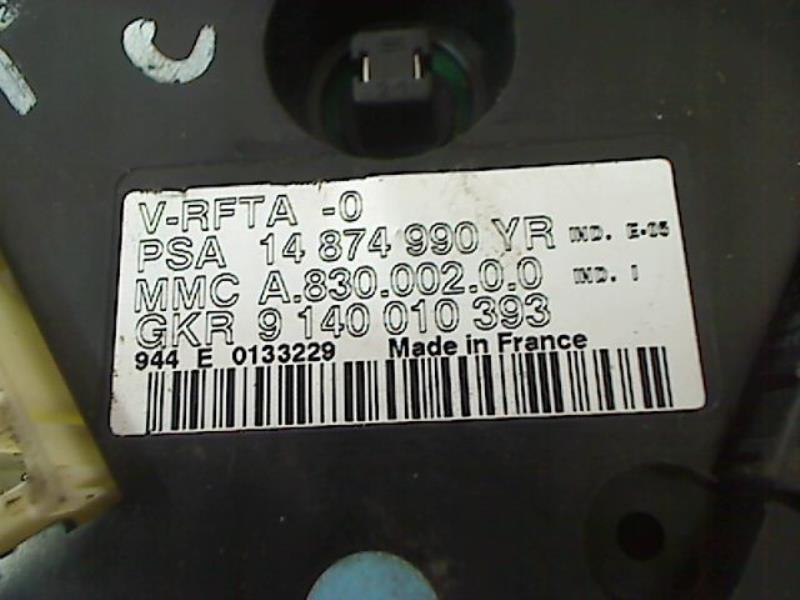 V-RFTA -0
PSA 14 874 990 YR IND. E-05
MMC A.830.002.0.0 IND. I
GKR 9 140 010 393
944 E 0133229 Made in France